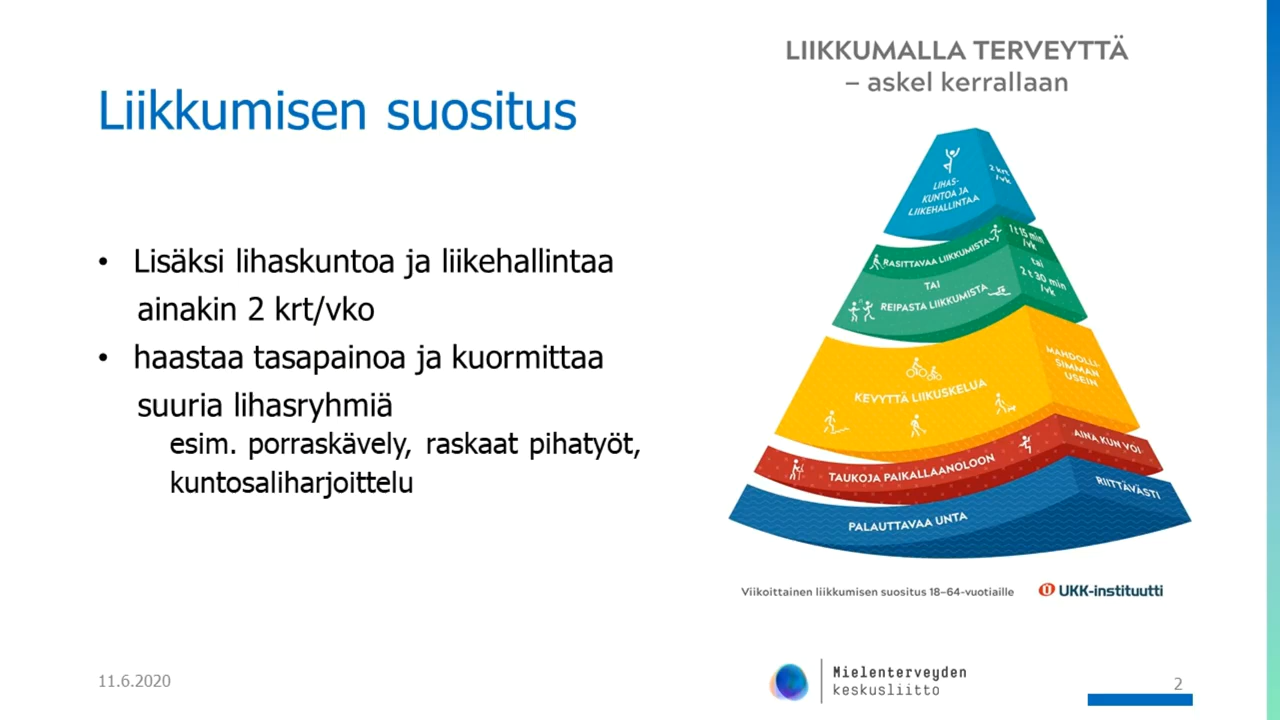 Liikkumisen suositus
• Lisäksi lihaskuntoa ja liikehallintaa
ainakin 2 krt/vko
• haastaa tasapainoa ja kuormittaa
suuria lihasryhmiä
esim. porraskävely, raskaat pihatyöt,
kuntosaliharjoittelu
LIIKKUMALLA TERVEYTTÄ
– askel kerrallaan
LIHAS-
KUNTOA JA
LIIKEHALLINTAA
2 krt
/vk
RASITTAVAA LIIKKUMISTA
TAI
REIPASTA LIIKKUMISTA
1 t 15 min
/vk
tai
2 t 30 min
/vk
KEVYTTÄ LIIKUSKELUA
MAHDOLLI-
SIMMAN
USEIN
TAUKOJA PAIKALLAANOLOON
AINA KUN VOI
PALAUTTAVAA UNTA
RIITTÄVÄSTI
Viikoittainen liikkumisen suositus 18–64-vuotiaille
UKK-instituutti
11.6.2020
Mielenterveyden
keskusliitto
2